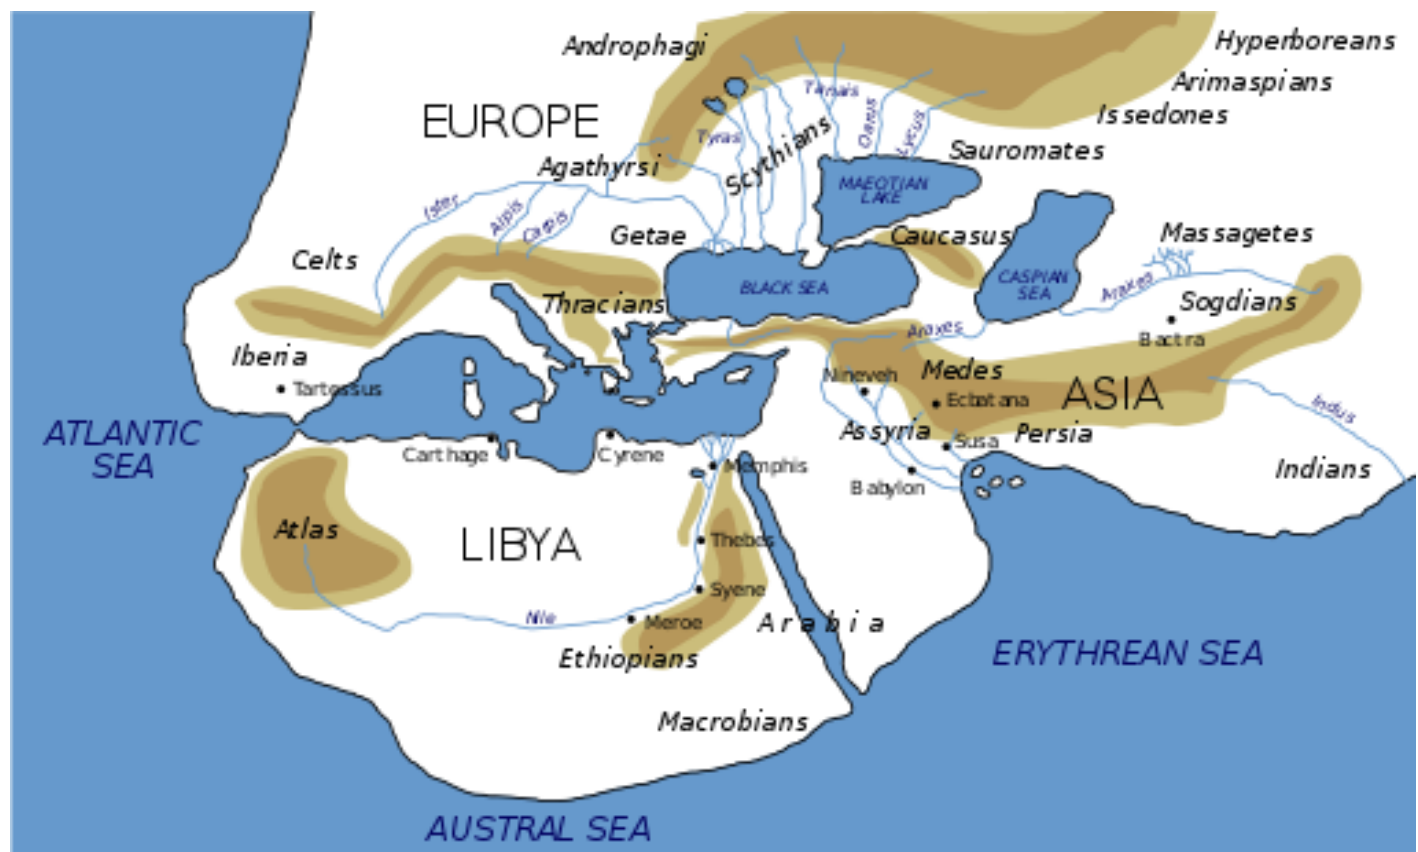 Androphagi
Hyperboreans
Arimaspians
Issedones
EUROPE
Tanais
Oarus
Lycus
Tyras
Scythians
Sauromates
Agathyrsi
MAEOTIAN
LAKE
Ister
Alpis
Carpis
Getae
Caucasus
Massagetes
Celts
BLACK SEA
CASPIAN
SEA
Araxes
Sogdians
Thracians
Araxes
Bactra
Iberia
Tartessus
Nineveh
Medes
Ecbatana
ASIA
Indus
ATLANTIC
SEA
Assyria
Susa
Persia
Carthage
Cyrene
Memphis
Babylon
Indians
Atlas
LIBYA
Thebes
Syene
Nile
Meroe
Arabia
Ethiopians
ERYTHREAN SEA
Macrobians
AUSTRAL SEA